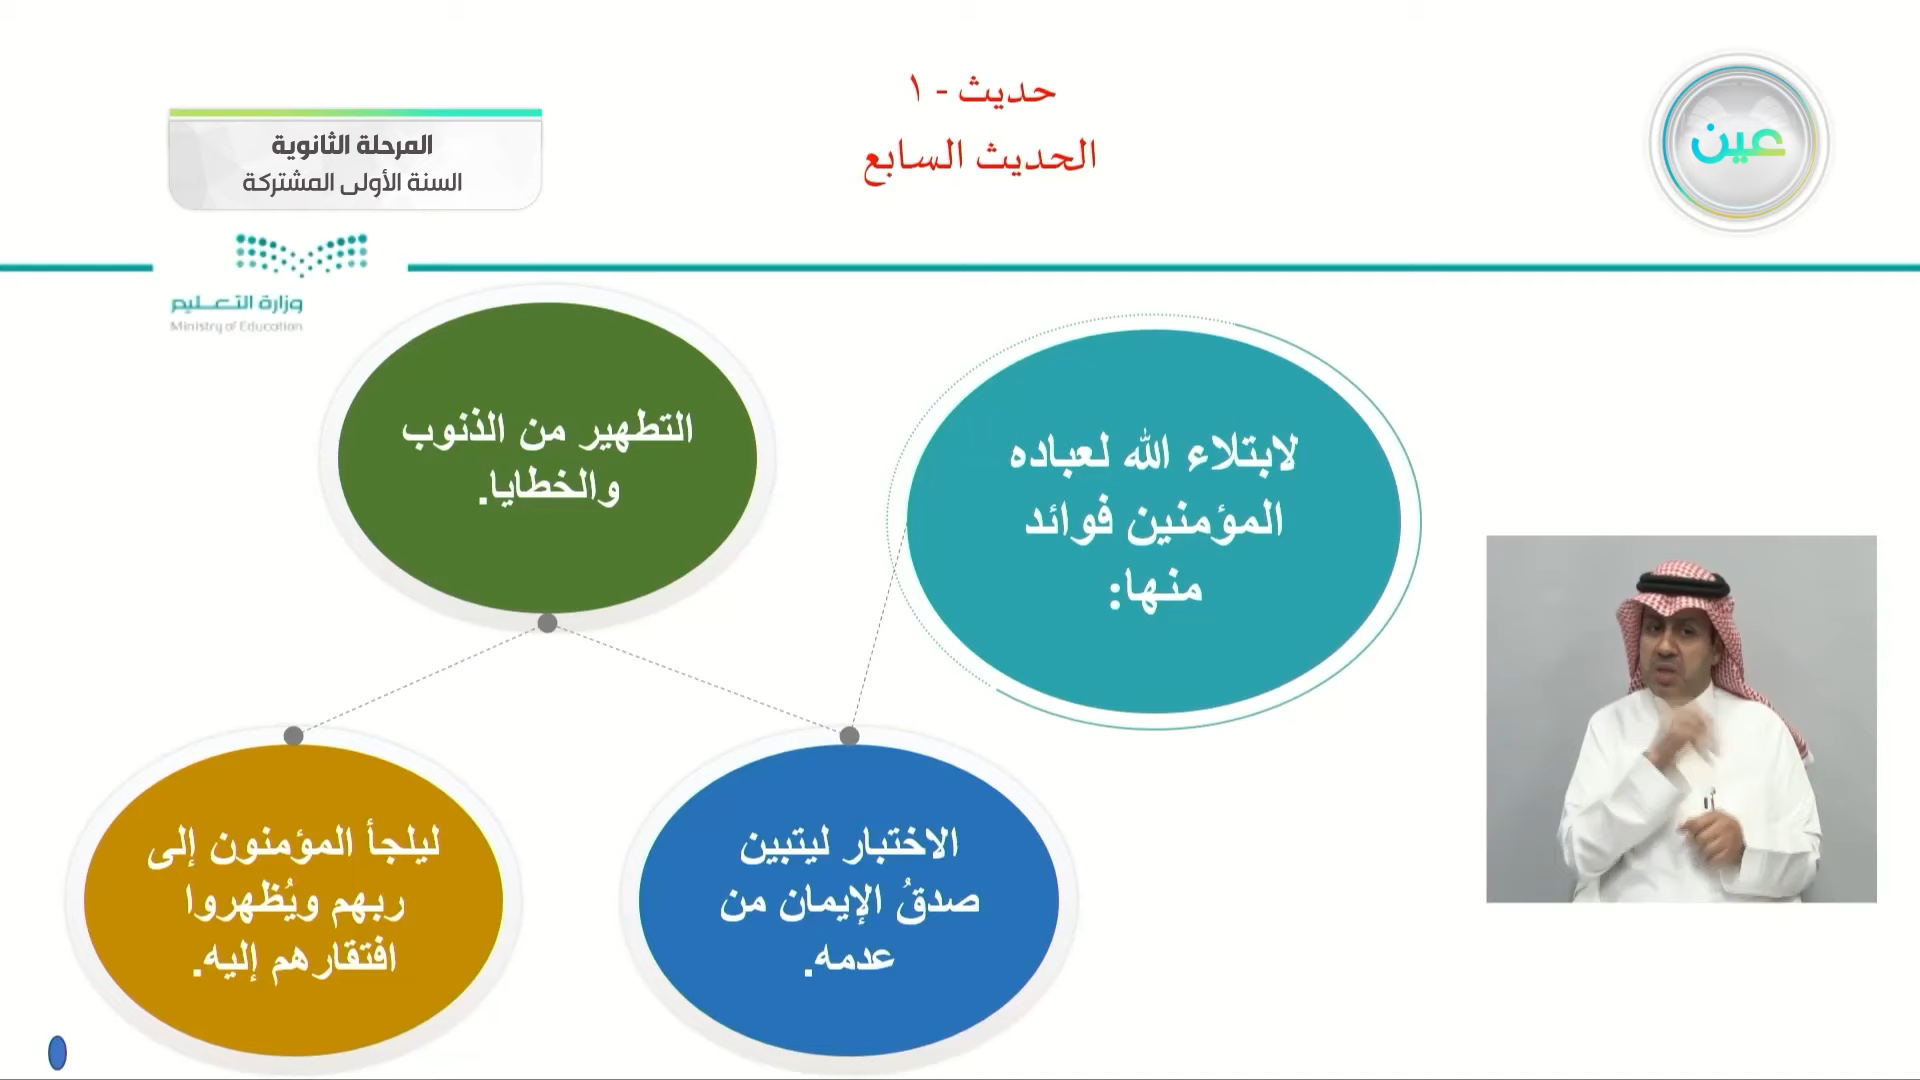 حديث - ١
الحديث السابع
عين
المرحلة الثانوية
السنة الأولى المشتركة
وزارة التعليم
Ministry of Education
لابتلاء الله لعباده
المؤمنين فوائد
منها:
التطهير من الذنوب
والخطايا.
الاختبار ليتبين
صدقُ الإيمان من
عدمه.
ليلجأ المؤمنون إلى
ربهم ويُظهروا
افتقارهم إليه.